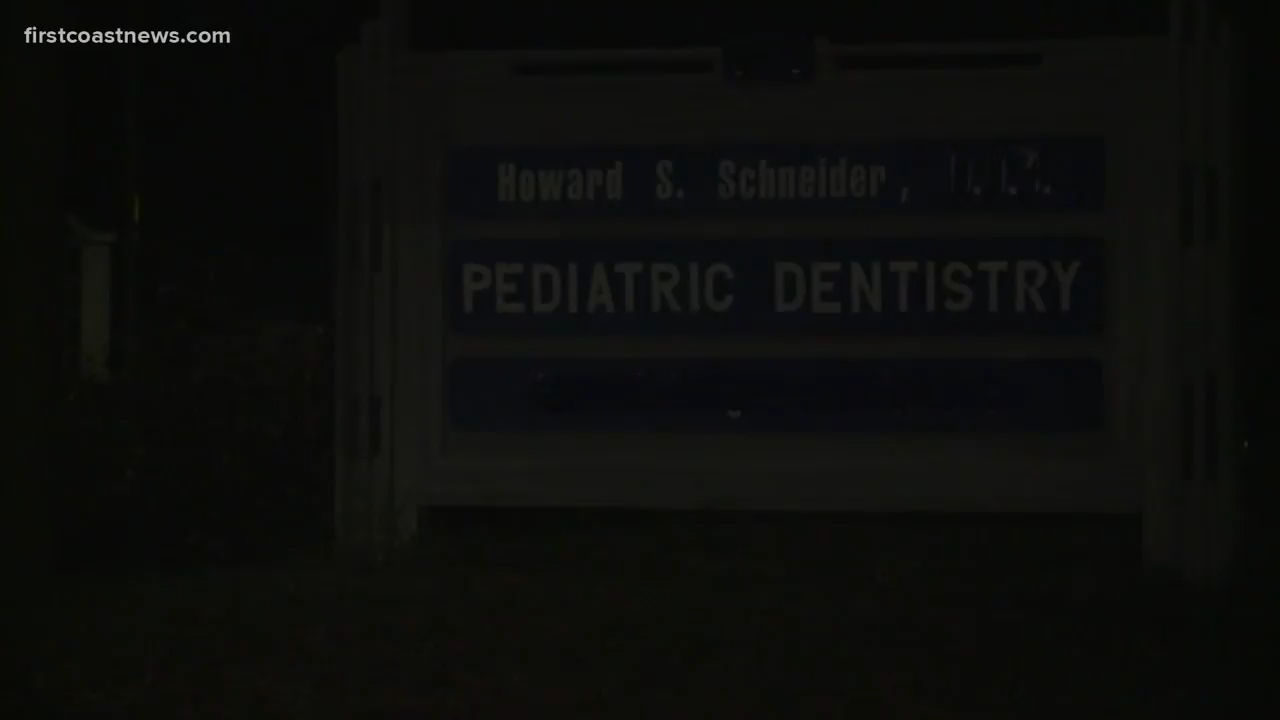 firstcoastnews.com
Howard S. Schneider,
PEDIATRIC DENTISTRY